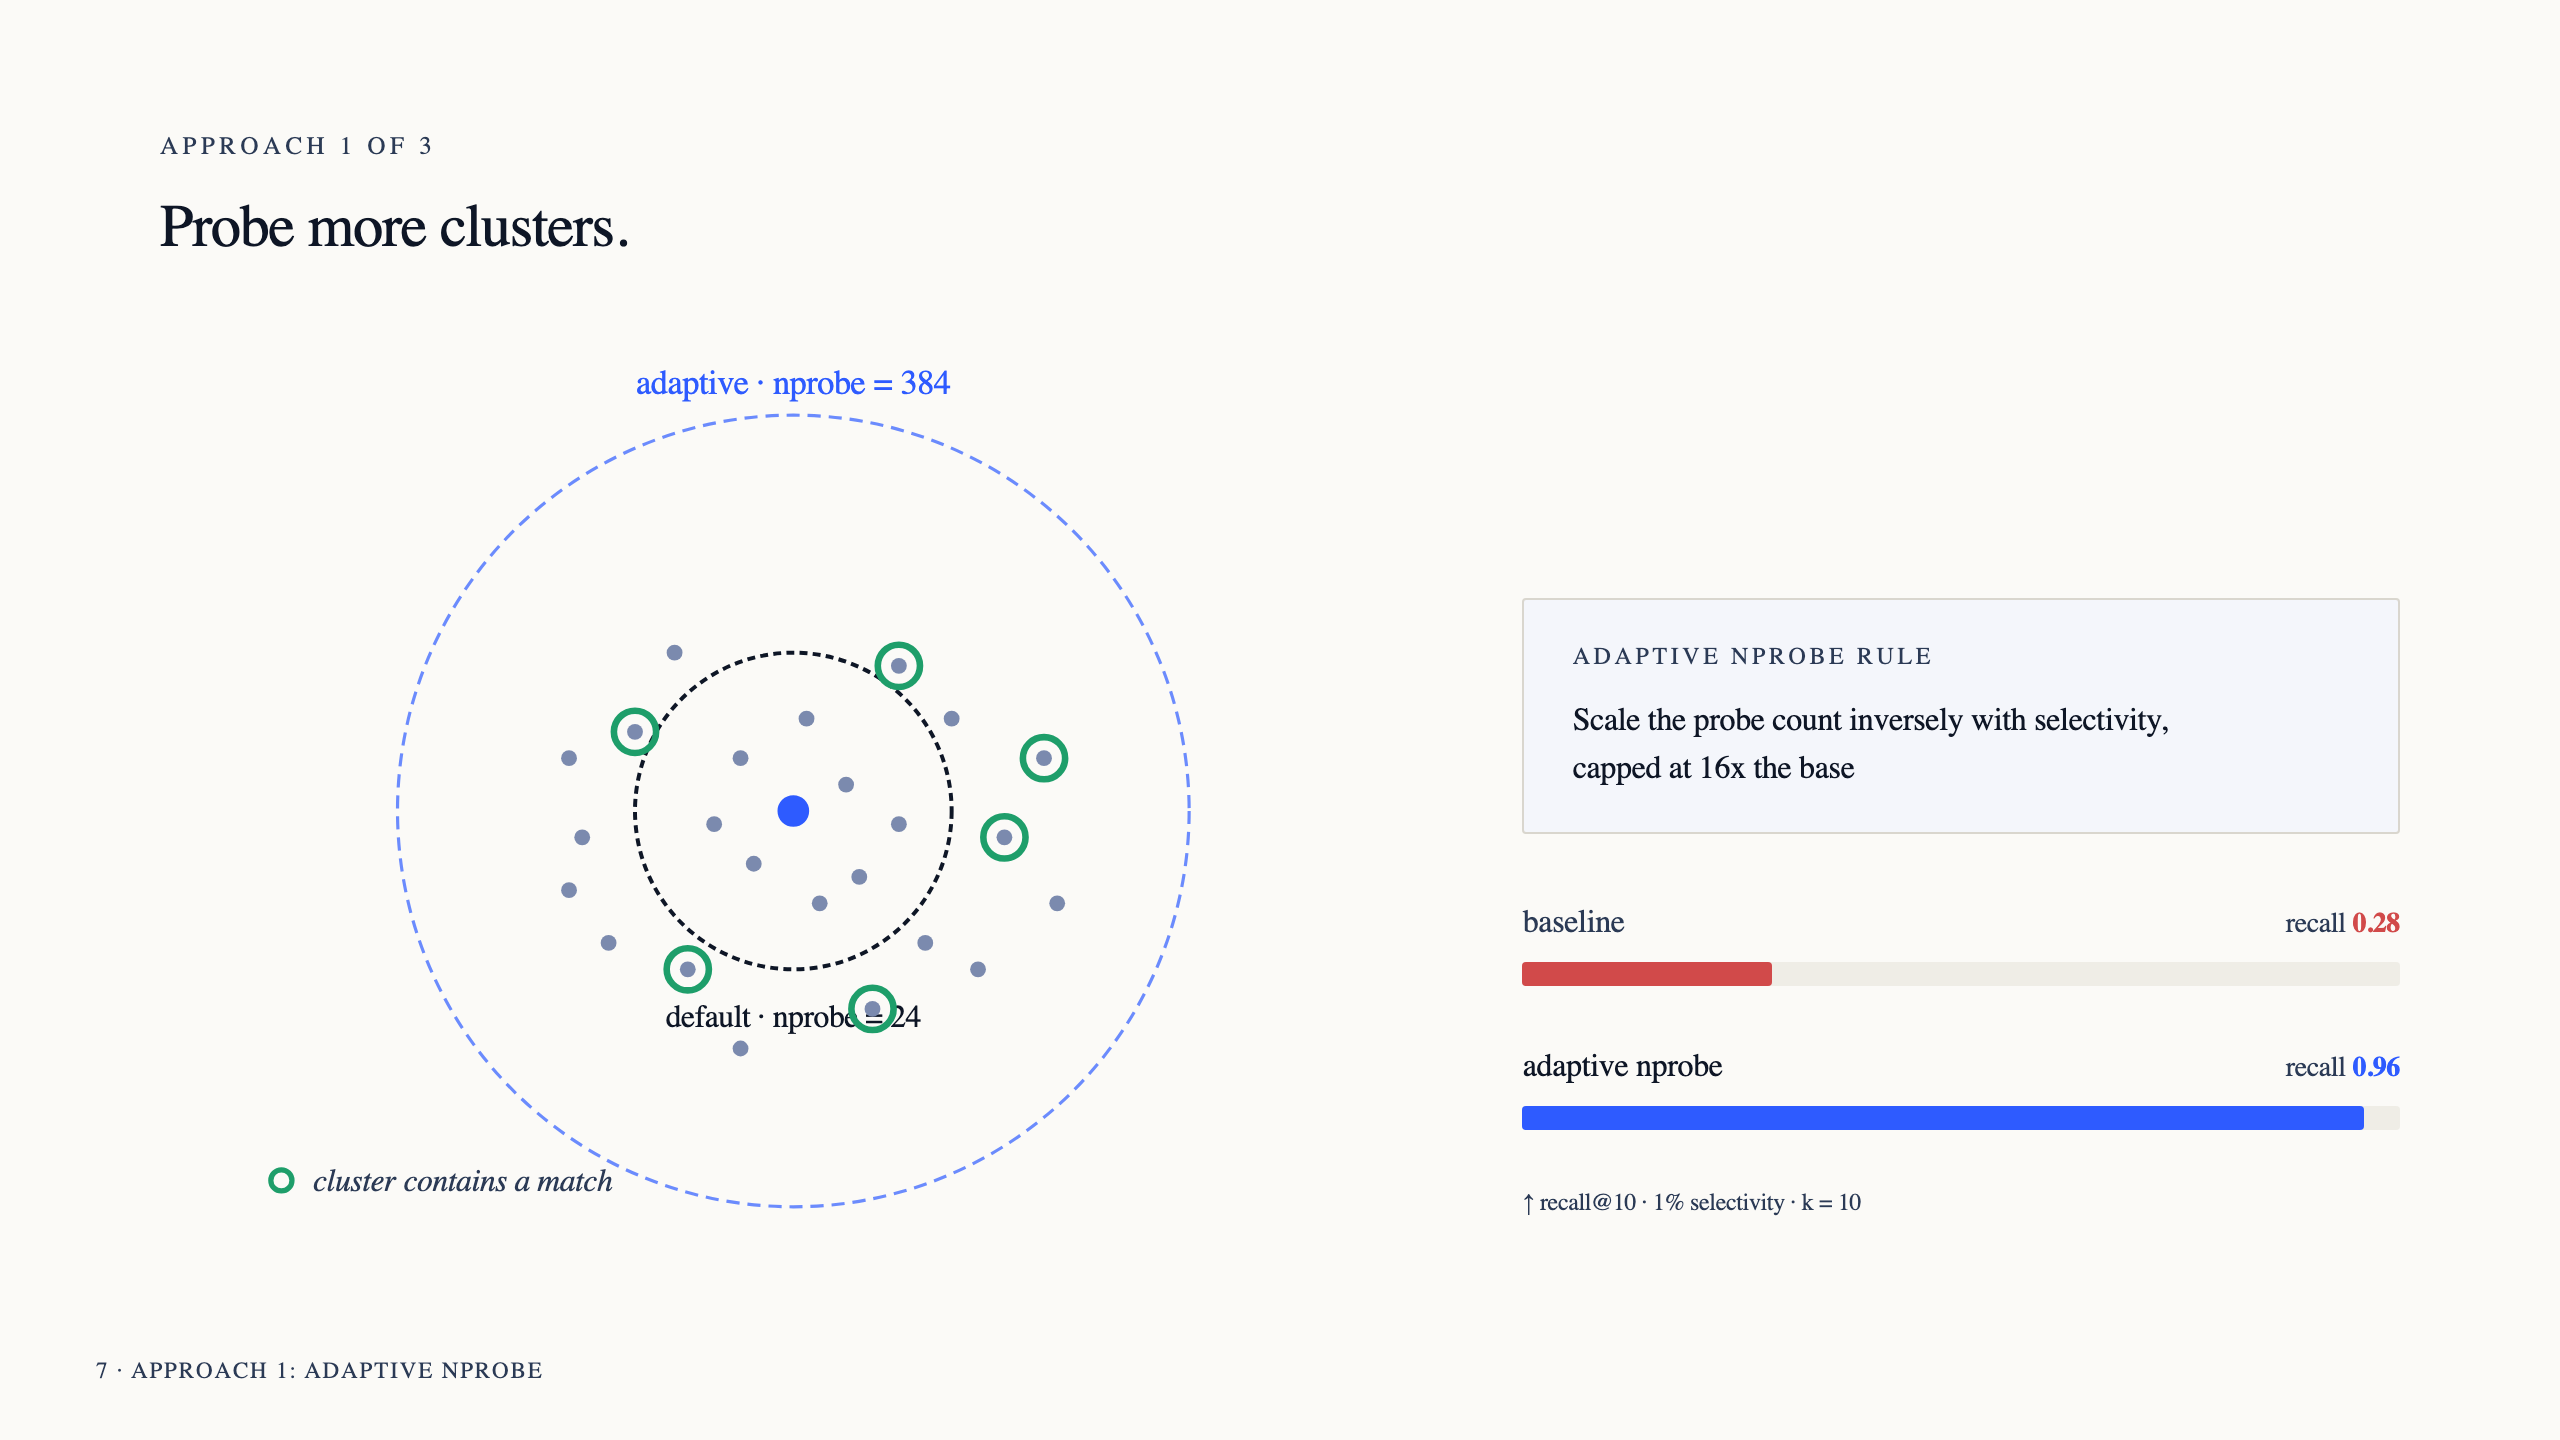 APPROACH 1 OF 3
Probe more clusters.
adaptive · nprobe = 384
default · nprobe = 24
cluster contains a match
ADAPTIVE NPROBE RULE
Scale the probe count inversely with selectivity,
capped at 16x the base
baseline
recall 0.28
adaptive nprobe
recall 0.96
↑ recall@10 · 1% selectivity · k = 10
7 · APPROACH 1: ADAPTIVE NPROBE